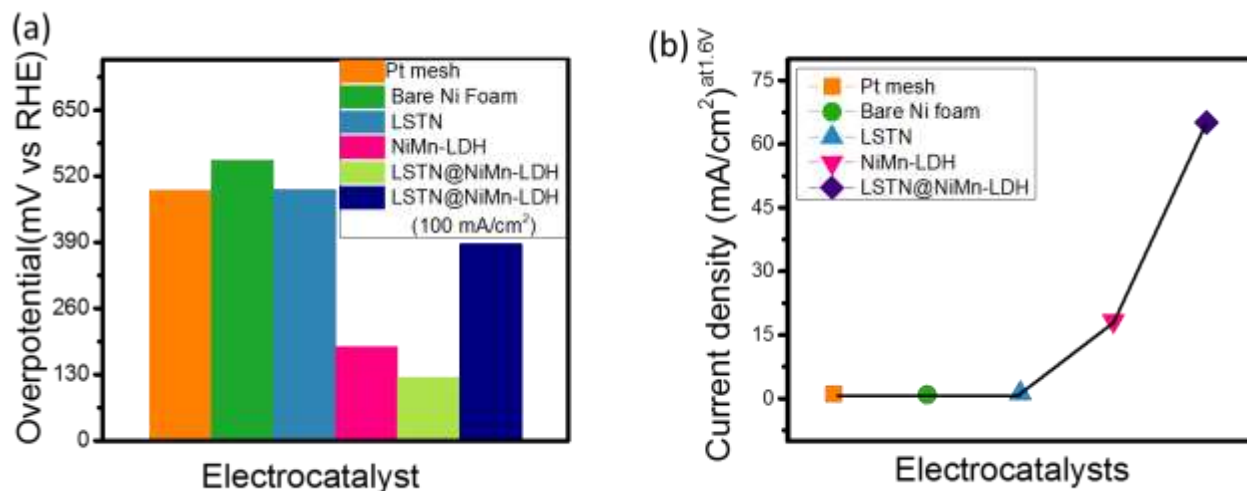 (a)
Overpotential(mV vs RHE)
650
520
390
260
130
0
Pt mesh
Bare Ni Foam
LSTN
NiMn-LDH
LSTN@NiMn-LDH
LSTN@NiMn-LDH
(100 mA/cm²)
Electrocatalyst
(b)
Current density (mA/cm²)at1.6V
75
60
45
30
15
0
Pt mesh
Bare Ni foam
LSTN
NiMn-LDH
LSTN@NiMn-LDH
Electrocatalysts